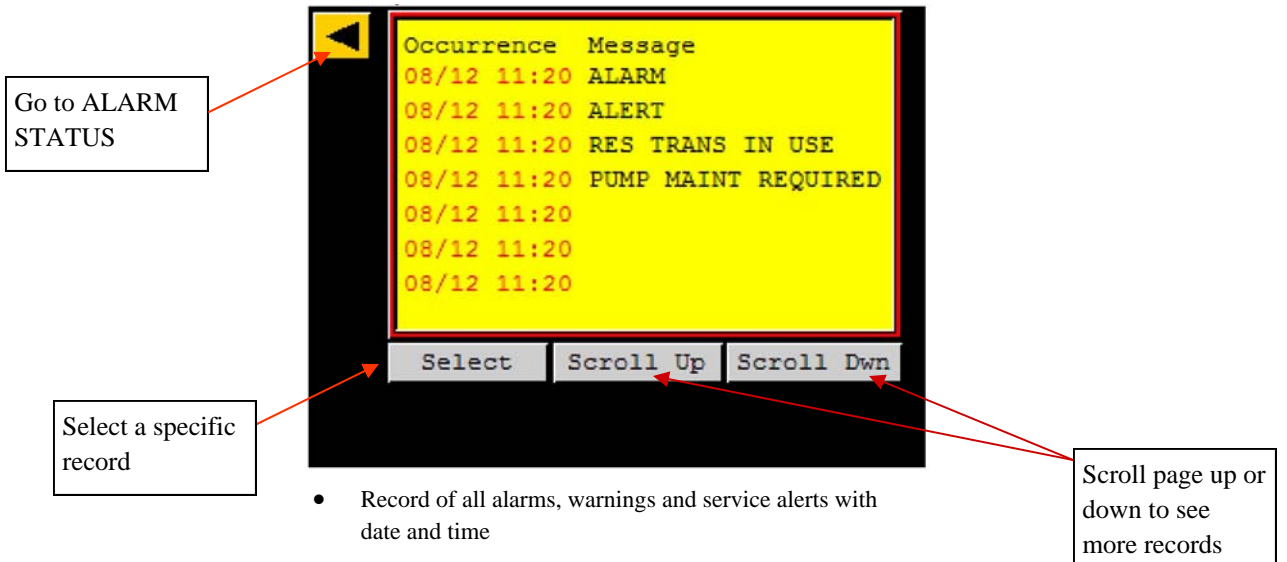 Occurrence Message
08/12 11:20 ALARM
08/12 11:20 ALERT
08/12 11:20 RES TRANS IN USE
08/12 11:20 PUMP MAINT REQUIRED
08/12 11:20
08/12 11:20
08/12 11:20
Go to ALARM
STATUS
Select Scroll Up Scroll Dwn
Select a specific
record
Scroll page up or
down to see
more records
• Record of all alarms, warnings and service alerts with
date and time